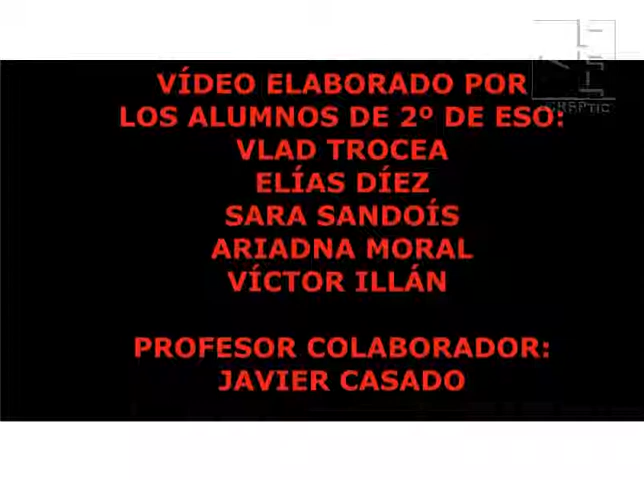 VÍDEO ELABORADO POR
LOS ALUMNOS DE 2º DE ESO:
VLAD TROCEA
ELÍAS DÍEZ
SARA SANDOÍS
ARIADNA MORAL
VÍCTOR ILLÁN
PROFESOR COLABORADOR:
JAVIER CASADO